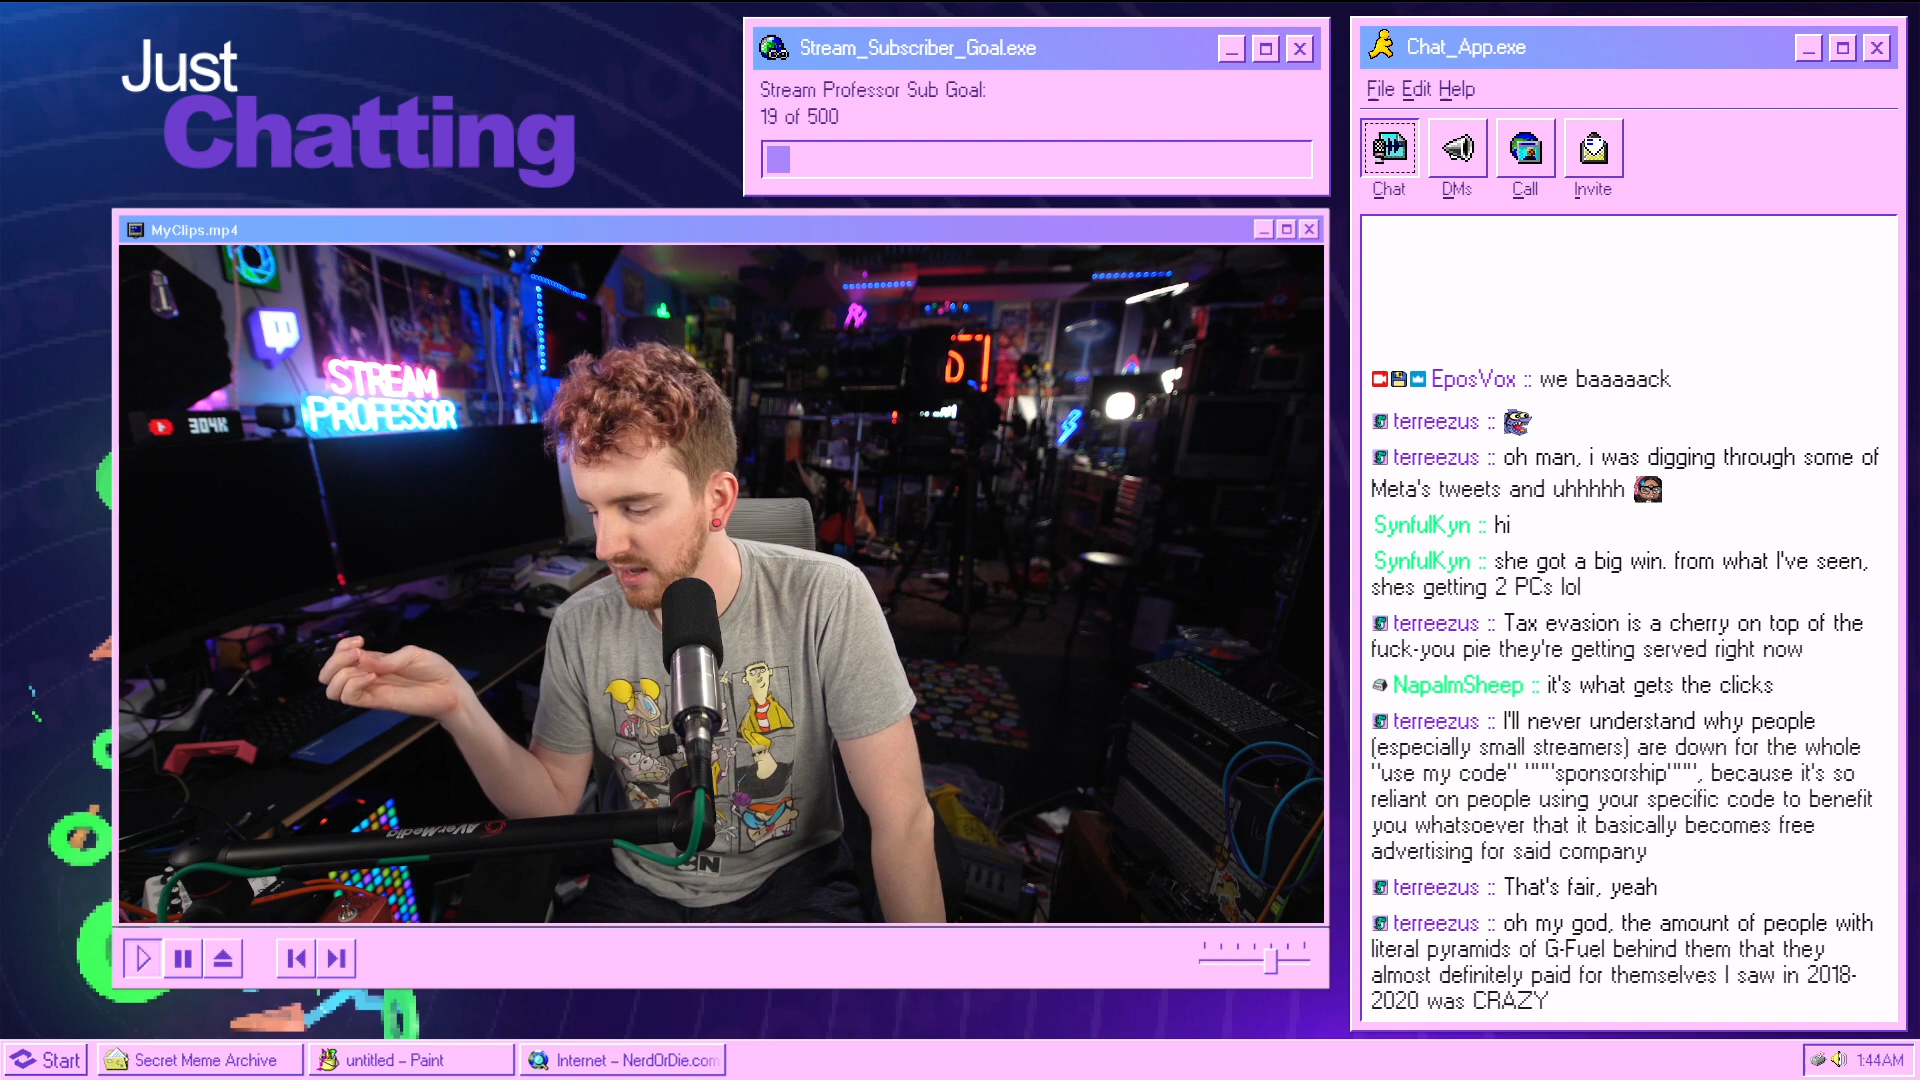 Just
Chatting
Stream_Subscriber_Goal.exe
Stream Professor Sub Goal:
19 of 500
MyClips.mp4
STREAM
PROFESSOR
304K
AVerMedia
Chat_App.exe
File Edit Help
Chat DMs Call Invite
EposVox :: we baaaaack
terreezus ::
terreezus :: oh man, i was digging through some of
Meta's tweets and uhhhhh
SynfulKyn :: hi
SynfulKyn :: she got a big win. from what I've seen,
shes getting 2 PCs lol
terreezus :: Tax evasion is a cherry on top of the
fuck-you pie they're getting served right now
NapalmSheep :: it's what gets the clicks
terreezus :: I'll never understand why people
(especially small streamers) are down for the whole
"use my code" """sponsorship""", because it's so
reliant on people using your specific code to benefit
you whatsoever that it basically becomes free
advertising for said company
terreezus :: That's fair, yeah
terreezus :: oh my god, the amount of people with
literal pyramids of G-Fuel behind them that they
almost definitely paid for themselves I saw in 2018-
2020 was CRAZY
Start
Secret Meme Archive
untitled - Paint
Internet - NerdOrDie.com
1:44AM